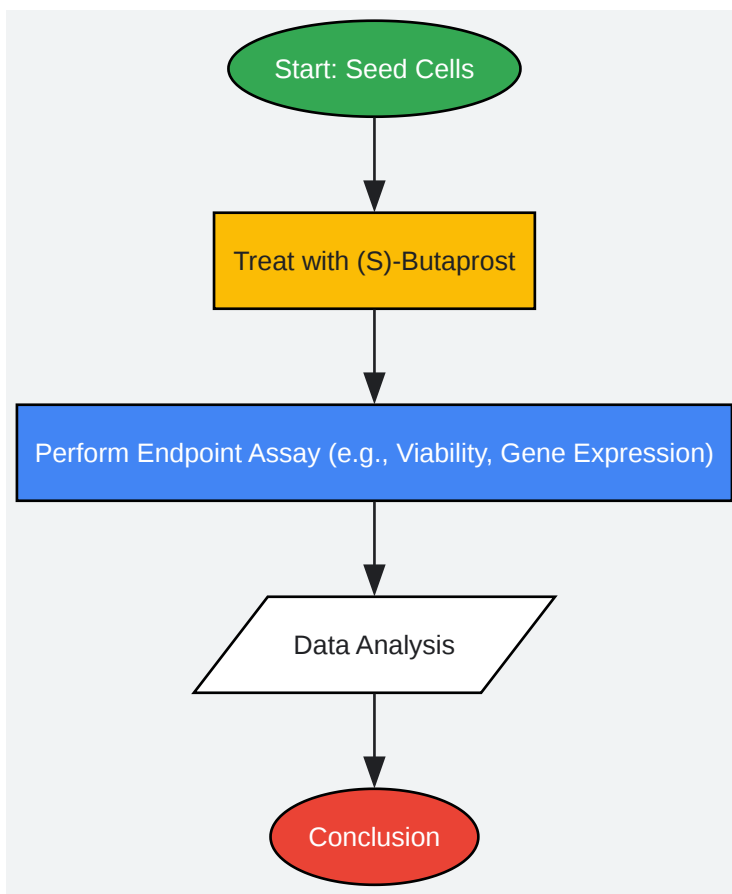 Start: Seed Cells
Treat with (S)-Butaprost
Perform Endpoint Assay (e.g., Viability, Gene Expression)
Data Analysis
Conclusion